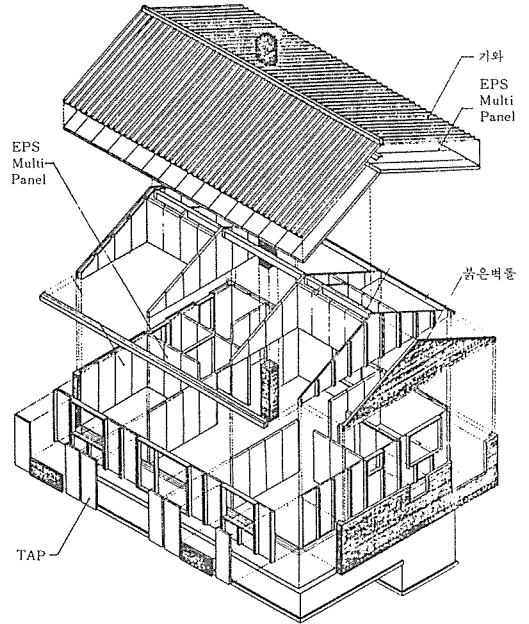 기와
EPS
Multi
Panel
EPS
Multi
Panel
붉은벽돌
TAP